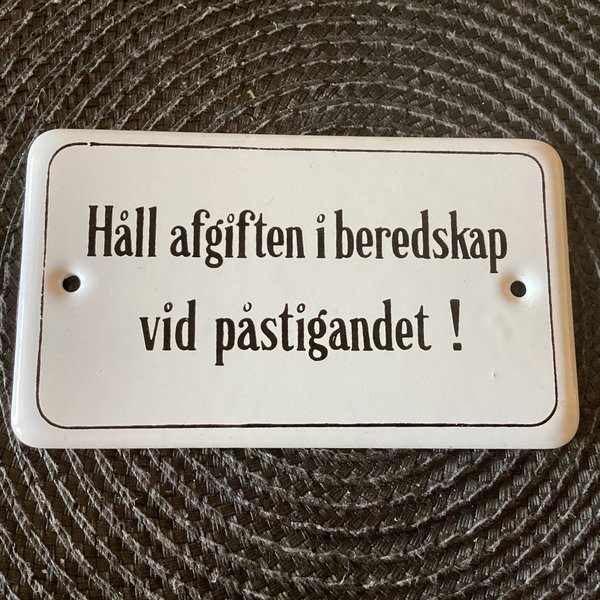 Håll afgiften i beredskap
vid påstigandet !